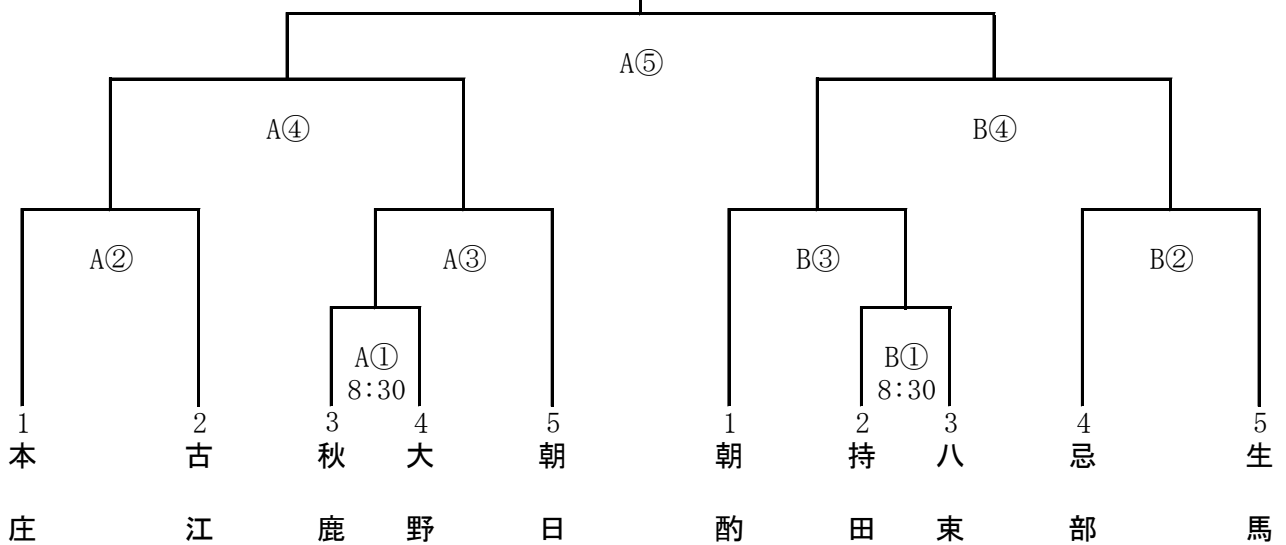 A⑤
A④ B④
A② A③ B③ B②
A① B①
8:30 8:30
1 2 3 4 5 1 2 3 4 5
本庄 古江 秋鹿 大野 朝日 朝酌 持田 八束 忌部 生馬